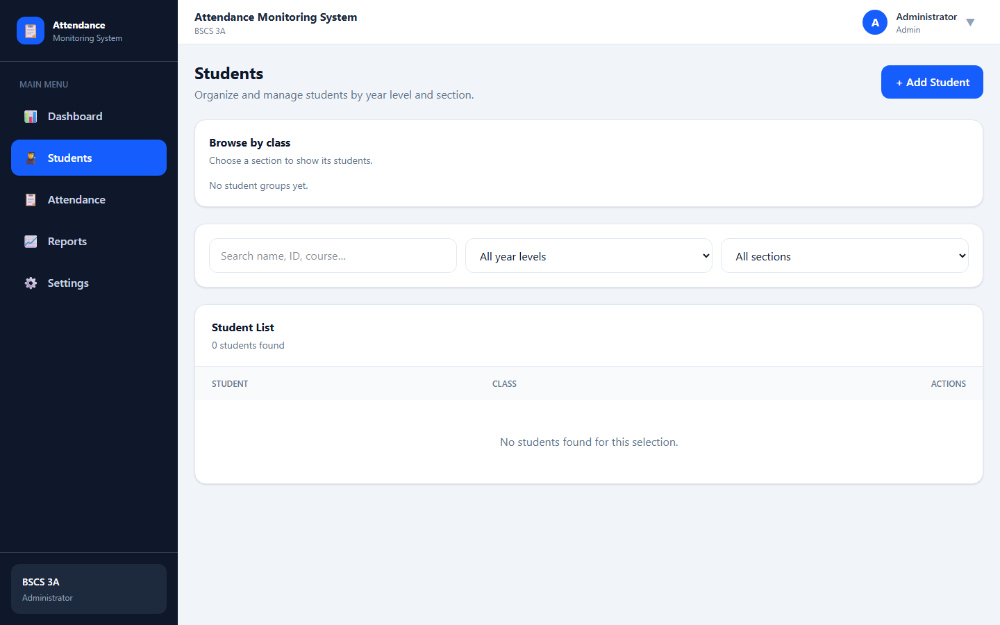 Attendance
Monitoring System
MAIN MENU
Dashboard
Students
Attendance
Reports
Settings
BSCS 3A
Administrator
Attendance Monitoring System
BSCS 3A
A
Administrator
Admin
Students
Organize and manage students by year level and section.
+ Add Student
Browse by class
Choose a section to show its students.
No student groups yet.
Search name, ID, course...
All year levels
All sections
Student List
0 students found
STUDENT CLASS ACTIONS
No students found for this selection.